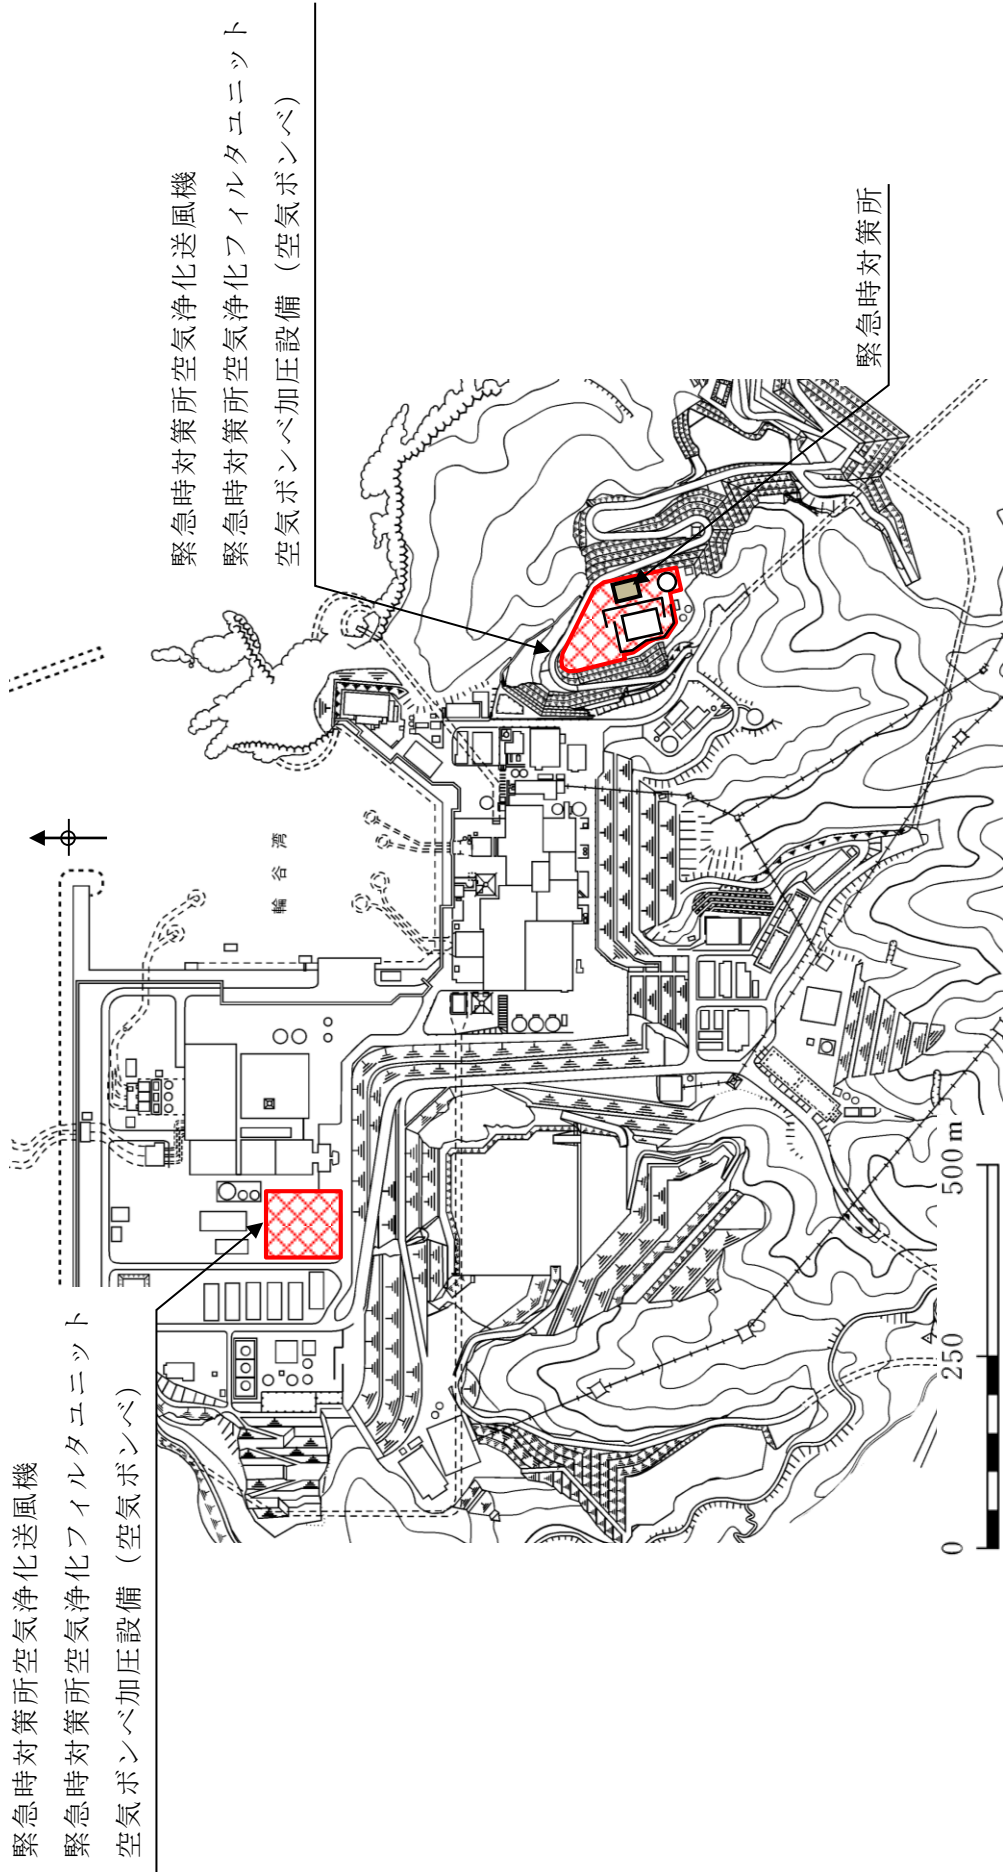 緊急時対策所空気浄化送風機
緊急時対策所空気浄化フィルタユニット
空気ボンベ加圧設備（空気ボンベ）
緊急時対策所空気浄化送風機
緊急時対策所空気浄化フィルタユニット
空気ボンベ加圧設備（空気ボンベ）
輪谷湾
緊急時対策所
0 250 500m